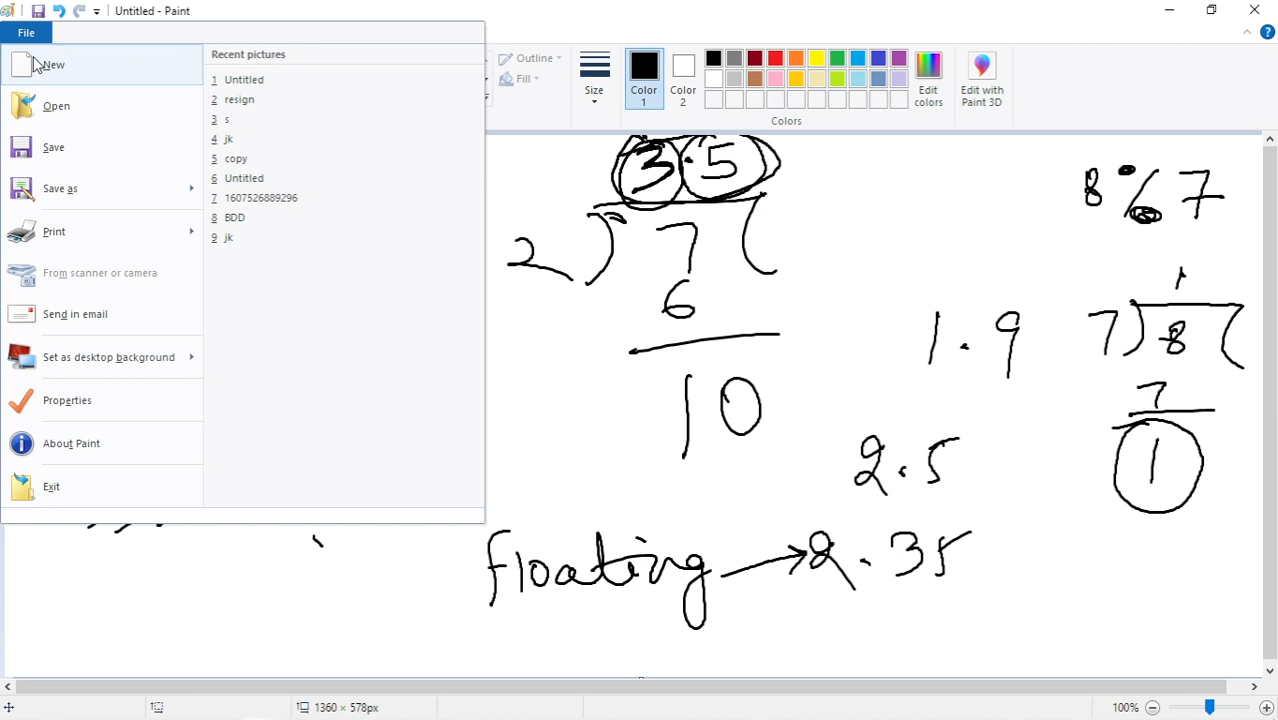 Untitled - Paint
File
New
Open
Save
Save as
Print
From scanner or camera
Send in email
Set as desktop background
Properties
About Paint
Exit
Recent pictures
1 Untitled
2 resign
3 s
4 jk
5 copy
6 Untitled
7 1607526889296
8 BDD
9 jk
Outline
Fill
Size
Color 1
Color 2
Edit colors
Edit with Paint 3D
Colors
3.5
2) 7 (
6
10
8 % 7
1
7) 8 (
7
1
1.9
2.5
floating → 2.35
1360 × 578px
100%